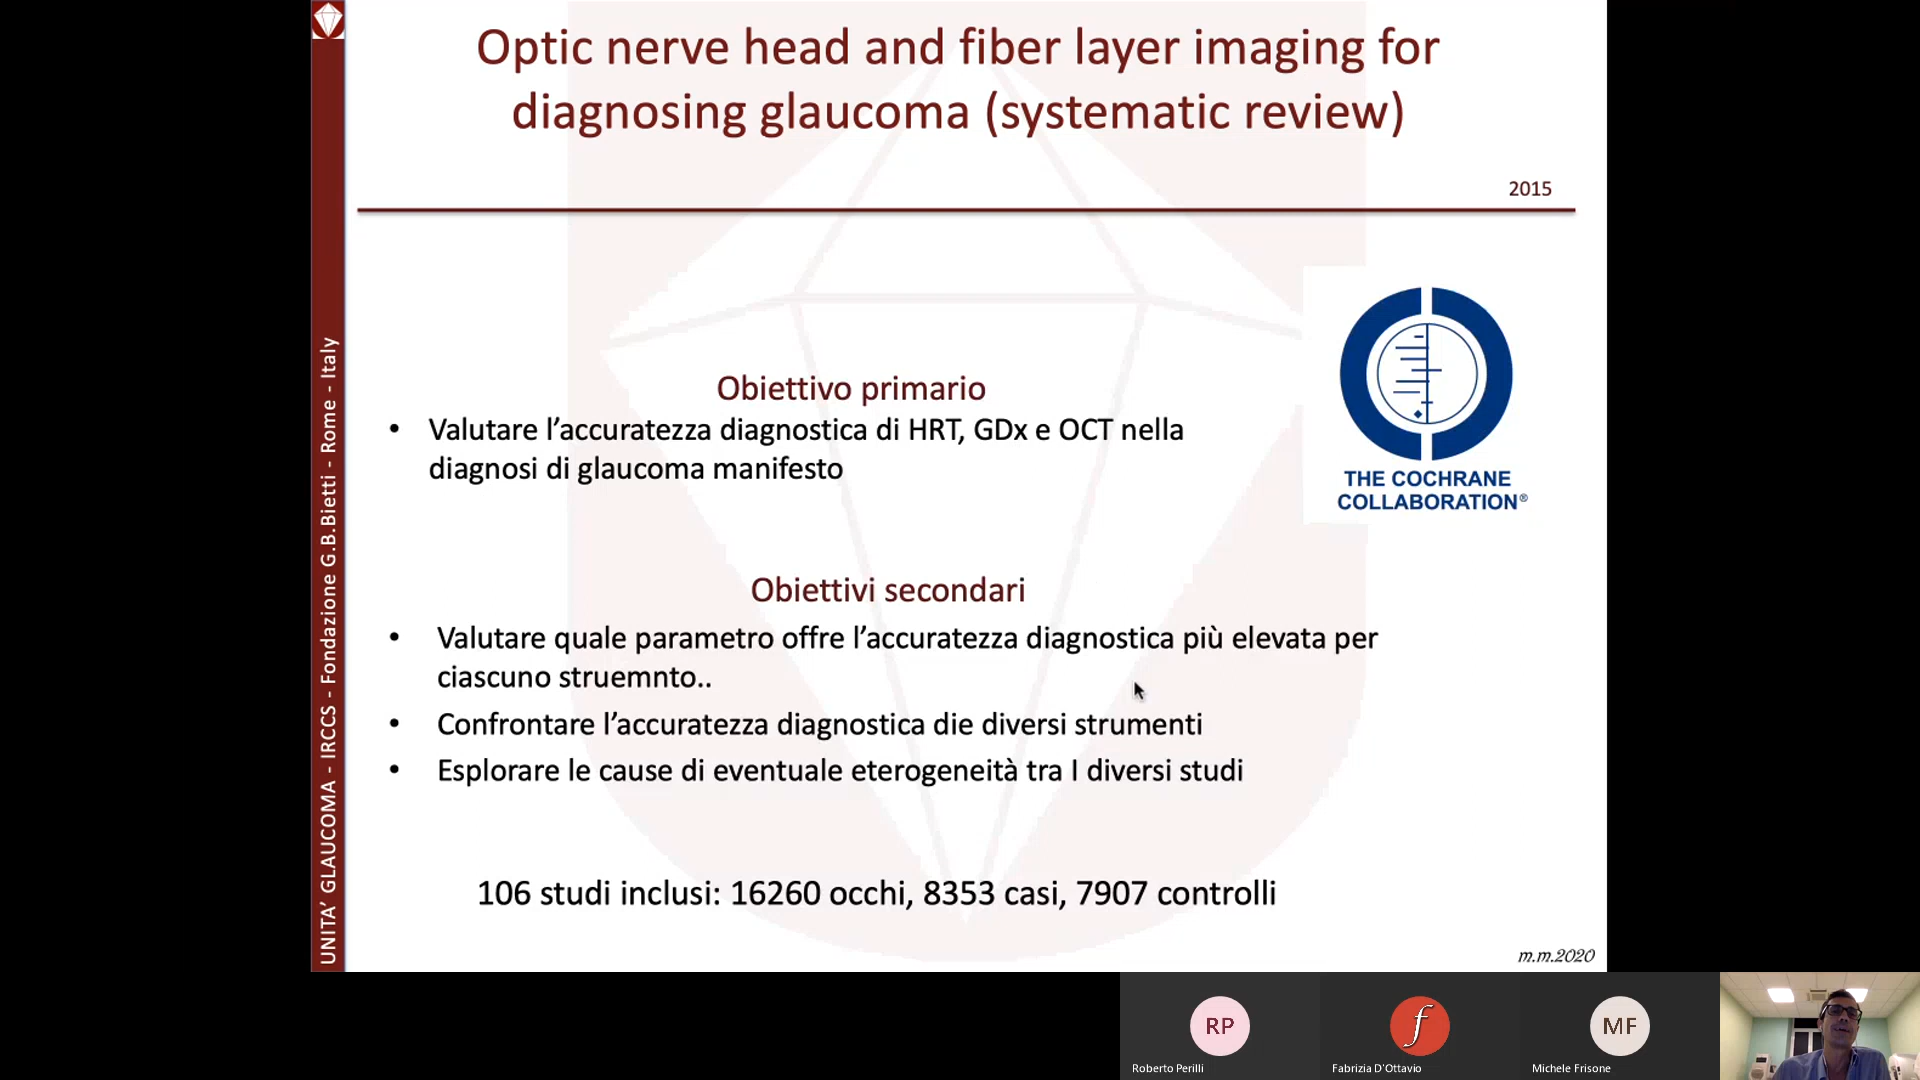 Optic nerve head and fiber layer imaging for
diagnosing glaucoma (systematic review)
2015
UNITA’ GLAUCOMA - IRCCS - Fondazione G.B.Bietti - Rome - Italy
Obiettivo primario
• Valutare l’accuratezza diagnostica di HRT, GDx e OCT nella
diagnosi di glaucoma manifesto
THE COCHRANE
COLLABORATION®
Obiettivi secondari
• Valutare quale parametro offre l’accuratezza diagnostica più elevata per
ciascuno struemnto..
• Confrontare l’accuratezza diagnostica die diversi strumenti
• Esplorare le cause di eventuale eterogeneità tra I diversi studi
106 studi inclusi: 16260 occhi, 8353 casi, 7907 controlli
m.m.2020
RP
f
MF
Roberto Perilli
Fabrizia D'Ottavio
Michele Frisone